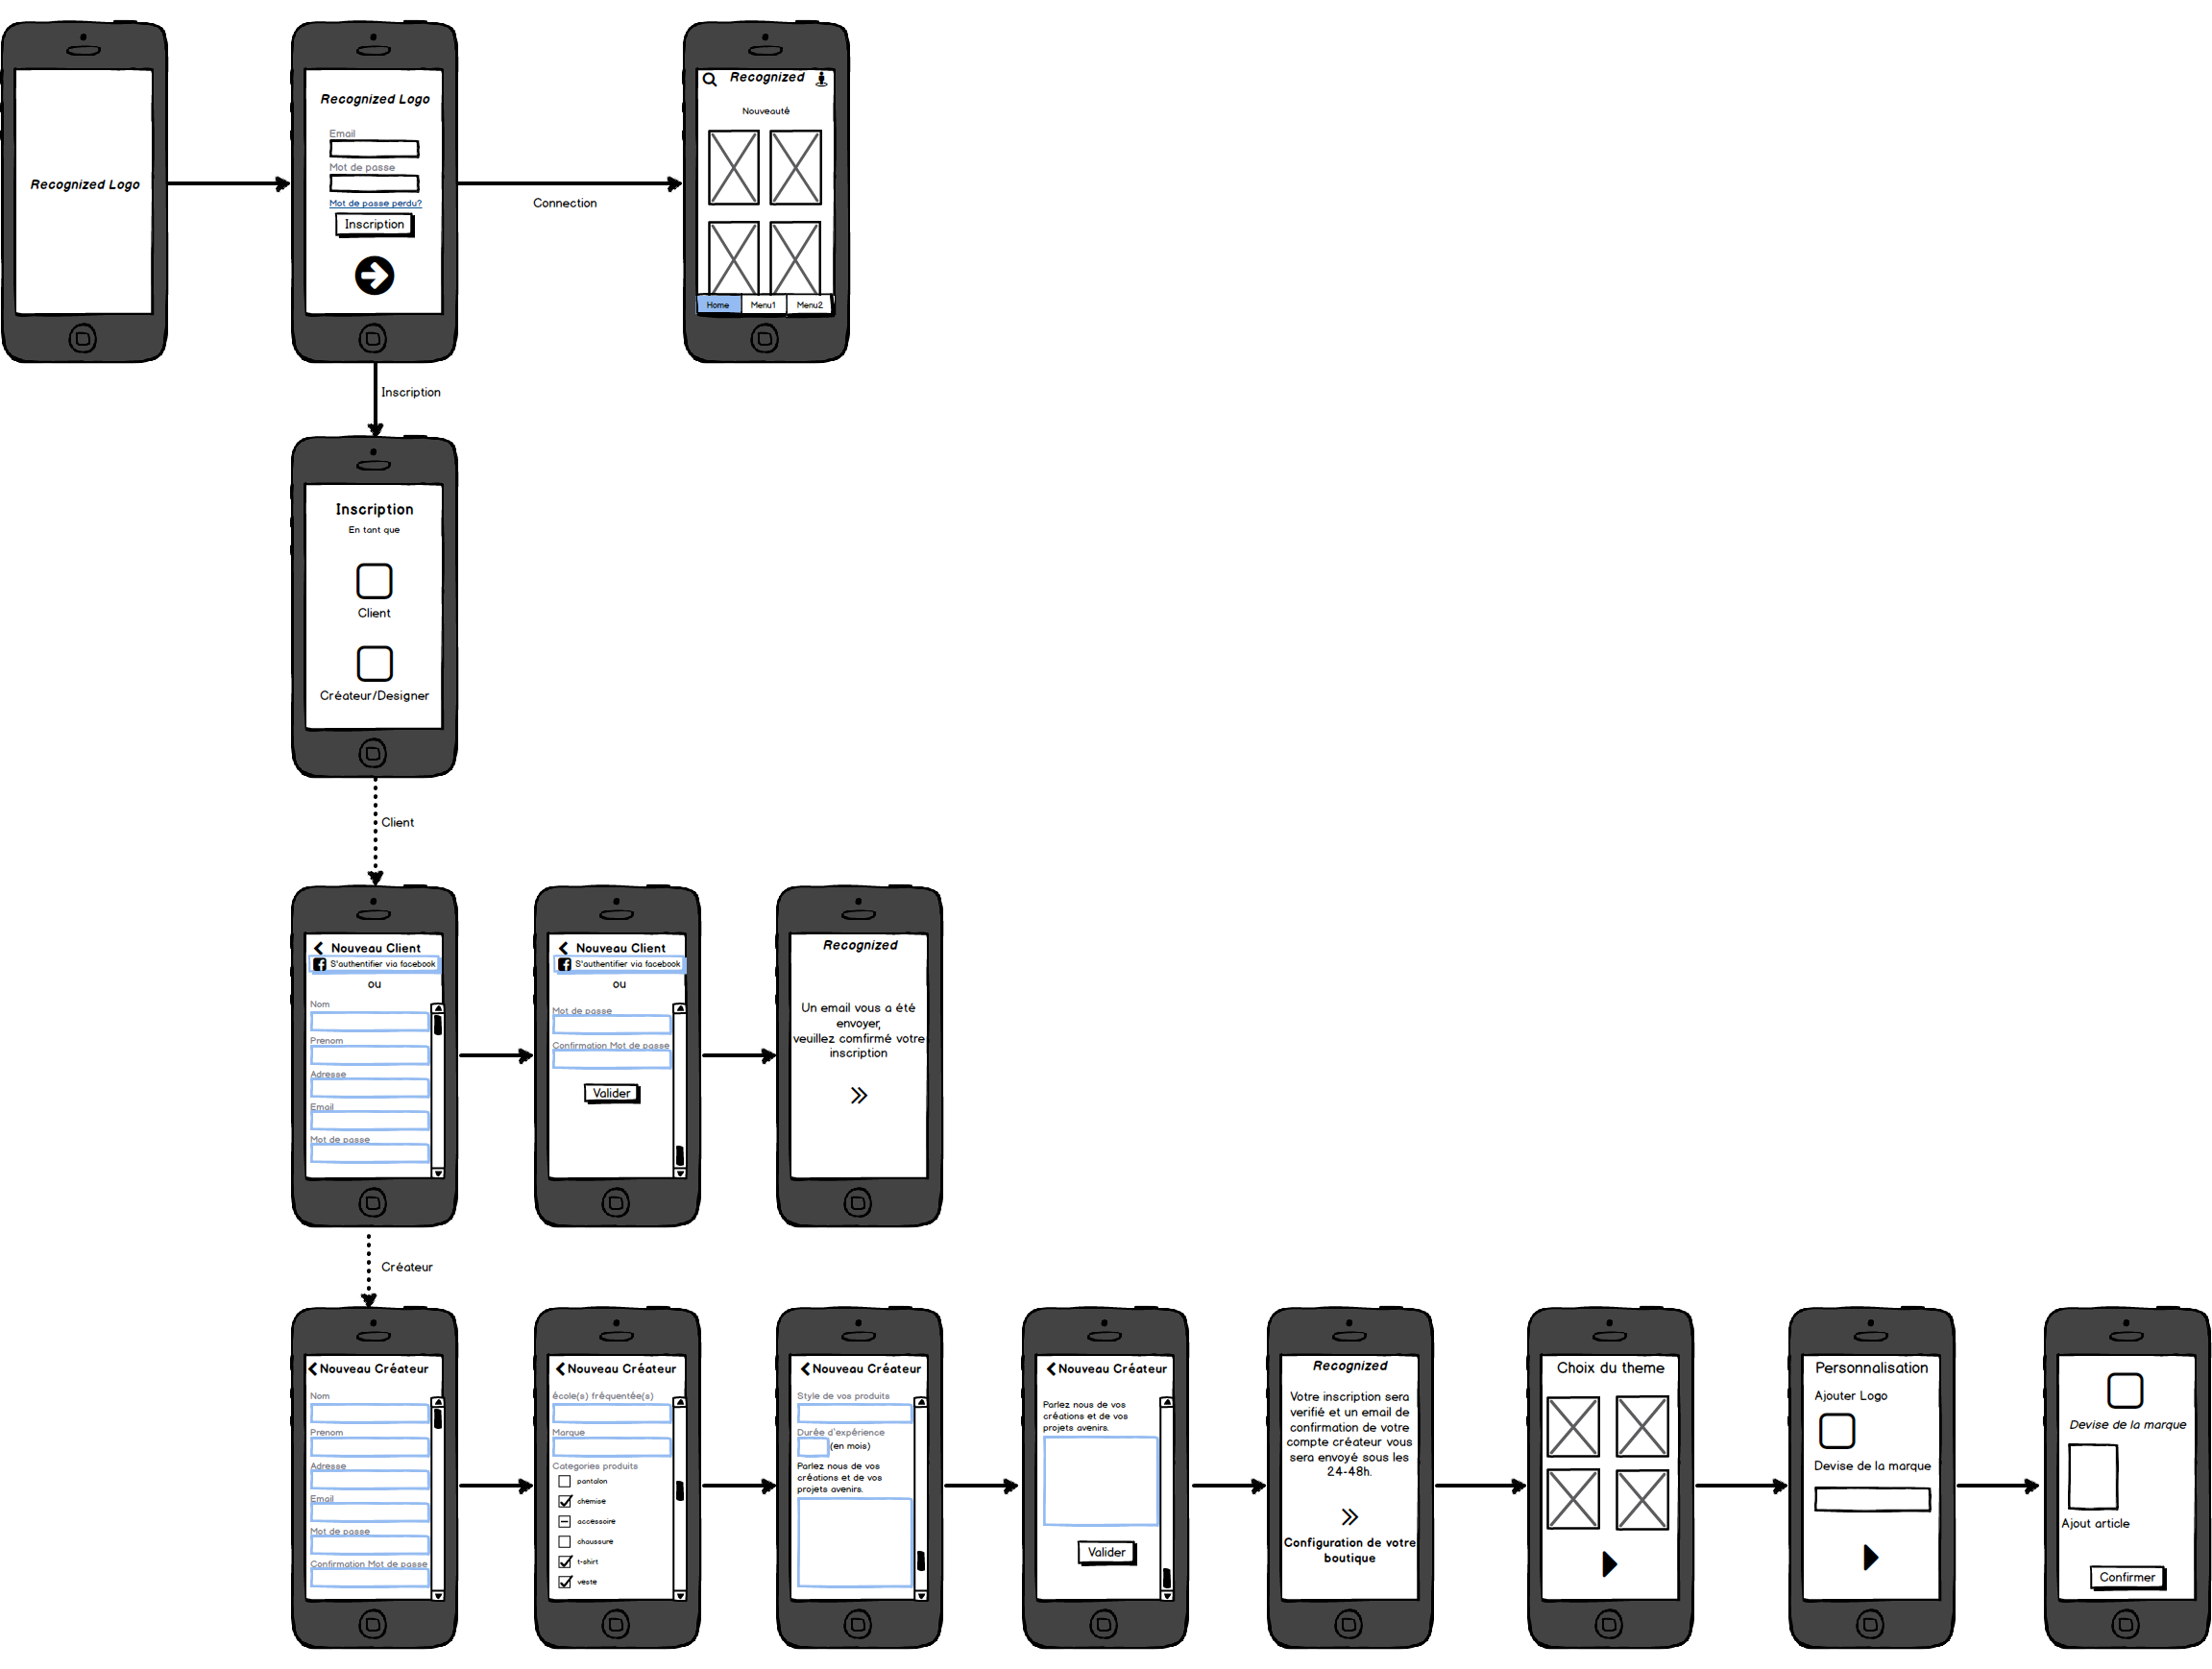 Recognized Logo
Recognized Logo
Email
Mot de passe
Mot de passe perdu?
Inscription
Connection
Recognized
Nouveauté
Home Menu1 Menu2
Inscription
Inscription
En tant que
Client
Créateur/Designer
Client
Nouveau Client
S'authentifier via facebook
ou
Nom
Prenom
Adresse
Email
Mot de passe
Nouveau Client
S'authentifier via facebook
ou
Mot de passe
Confirmation Mot de passe
Valider
Recognized
Un email vous a été
envoyer,
veuillez comfirmé votre
inscription
Créateur
Nouveau Créateur
Nom
Prenom
Adresse
Email
Mot de passe
Confirmation Mot de passe
Nouveau Créateur
école(s) fréquentée(s)
Marque
Categories produits
pantalon
chemise
accessoire
chaussure
t-shirt
veste
Nouveau Créateur
Style de vos produits
Durée d'expérience
(en mois)
Parlez nous de vos
créations et de vos
projets avenirs.
Nouveau Créateur
Parlez nous de vos
créations et de vos
projets avenirs.
Valider
Recognized
Votre inscription sera
verifié et un email de
confirmation de votre
compte créateur vous
sera envoyé sous les
24-48h.
Configuration de votre
boutique
Choix du theme
Personnalisation
Ajouter Logo
Devise de la marque
Devise de la marque
Ajout article
Confirmer